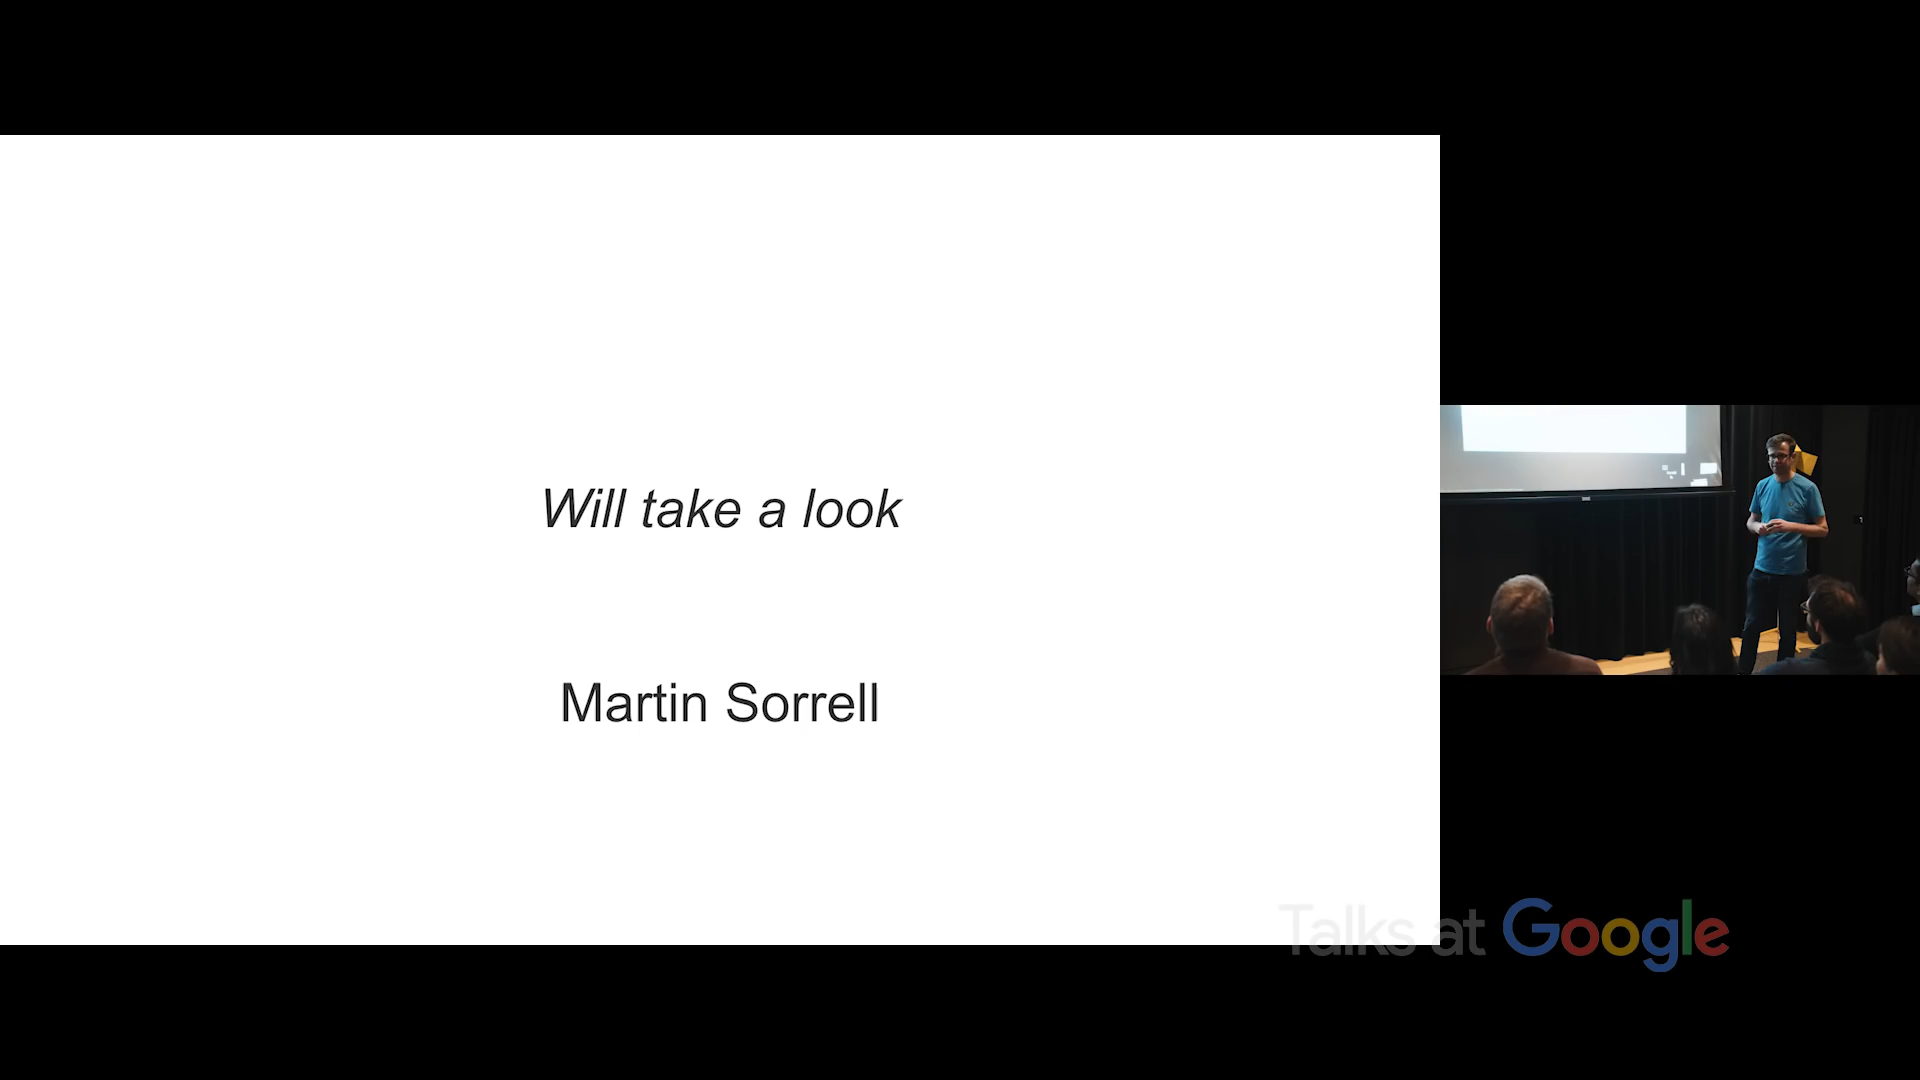 Will take a look
Martin Sorrell
Talks at Google